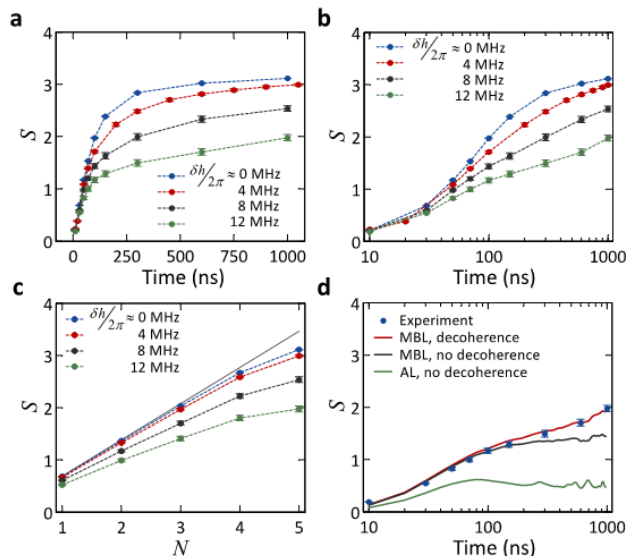 a
4
3
2
1
0
S
δh/2π ≈ 0 MHz
4 MHz
8 MHz
12 MHz
0 250 500 750 1000
Time (ns)
b
4
3
2
1
0
S
δh/2π ≈ 0 MHz
4 MHz
8 MHz
12 MHz
10 100 1000
Time (ns)
c
4
3
2
1
0
S
δh/2π ≈ 0 MHz
4 MHz
8 MHz
12 MHz
1 2 3 4 5
N
d
4
3
2
1
0
S
Experiment
MBL, decoherence
MBL, no decoherence
AL, no decoherence
10 100 1000
Time (ns)